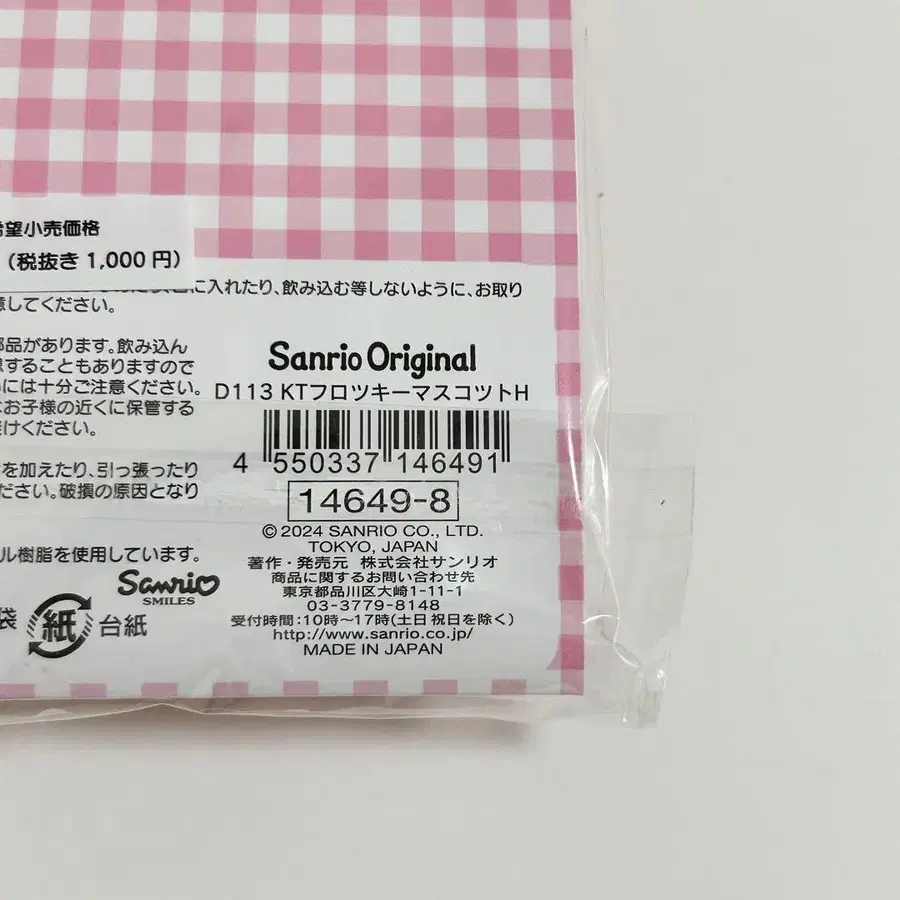 希望小売価格
(税抜き1,000円)
に入れたり、飲み込む等しないように、お取り
意してください。
部品があります。飲み込ん
することもありますので
には十分ご注意ください。
お子様の近くに保管する
けください。
を加えたり、引っ張ったり
ださい。破損の原因となり
ル樹脂を使用しています。
Sanrio
SMILES
袋
紙
台紙
Sanrio Original
D113 KTフロツキーマスコツトH
4 550337 146491
14649-8
© 2024 SANRIO CO., LTD.
TOKYO, JAPAN
著作・発売元 株式会社サンリオ
商品に関するお問い合わせ先
東京都品川区大崎1-11-1
03-3779-8148
受付時間:10時～17時(土日祝日を除く)
http://www.sanrio.co.jp/
MADE IN JAPAN